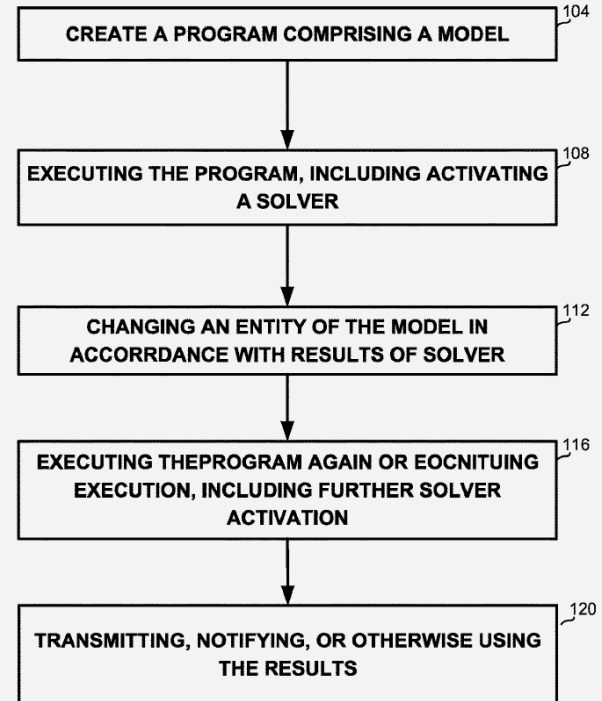 104
CREATE A PROGRAM COMPRISING A MODEL
108
EXECUTING THE PROGRAM, INCLUDING ACTIVATING
A SOLVER
112
CHANGING AN ENTITY OF THE MODEL IN
ACCORRDANCE WITH RESULTS OF SOLVER
116
EXECUTING THEPROGRAM AGAIN OR EOCNITUING
EXECUTION, INCLUDING FURTHER SOLVER
ACTIVATION
120
TRANSMITTING, NOTIFYING, OR OTHERWISE USING
THE RESULTS